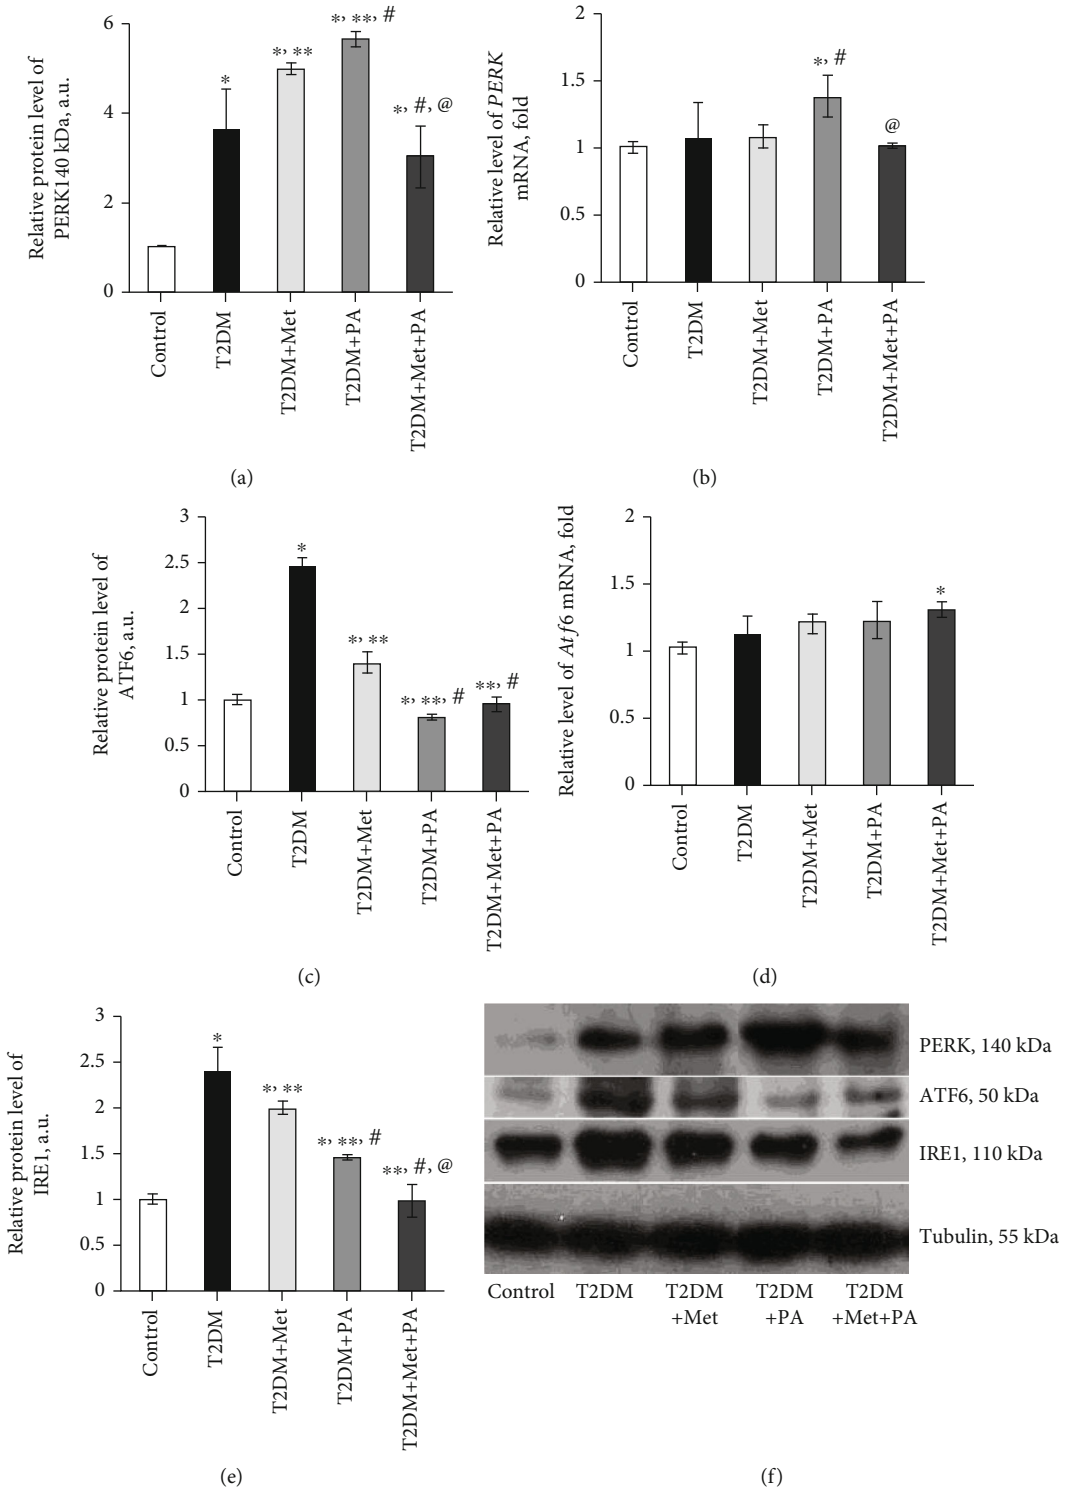 Relative protein level of
PERK140 kDa, a.u.
6
4
2
0
*
*, **
*, **, #
*, #, @
Control
T2DM
T2DM+Met
T2DM+PA
T2DM+Met+PA
(a)
Relative level of PERK
mRNA, fold
2
1.5
1
0.5
0
*, #
@
Control
T2DM
T2DM+Met
T2DM+PA
T2DM+Met+PA
(b)
Relative protein level of
ATF6, a.u.
3
2.5
2
1.5
1
0.5
0
*
*, **
*, **, #
**, #
Control
T2DM
T2DM+Met
T2DM+PA
T2DM+Met+PA
(c)
Relative level of Atf6 mRNA, fold
2
1.5
1
0.5
0
*
Control
T2DM
T2DM+Met
T2DM+PA
T2DM+Met+PA
(d)
Relative protein level of
IRE1, a.u.
3
2.5
2
1.5
1
0.5
0
*
*, **
*, **, #
**, #, @
Control
T2DM
T2DM+Met
T2DM+PA
T2DM+Met+PA
(e)
PERK, 140 kDa
ATF6, 50 kDa
IRE1, 110 kDa
Tubulin, 55 kDa
Control
T2DM
T2DM
+Met
T2DM
+PA
T2DM
+Met+PA
(f)